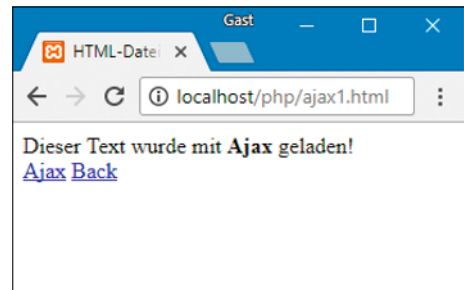 Gast
HTML-Datei
localhost/php/ajax1.html
Dieser Text wurde mit Ajax geladen!
Ajax Back